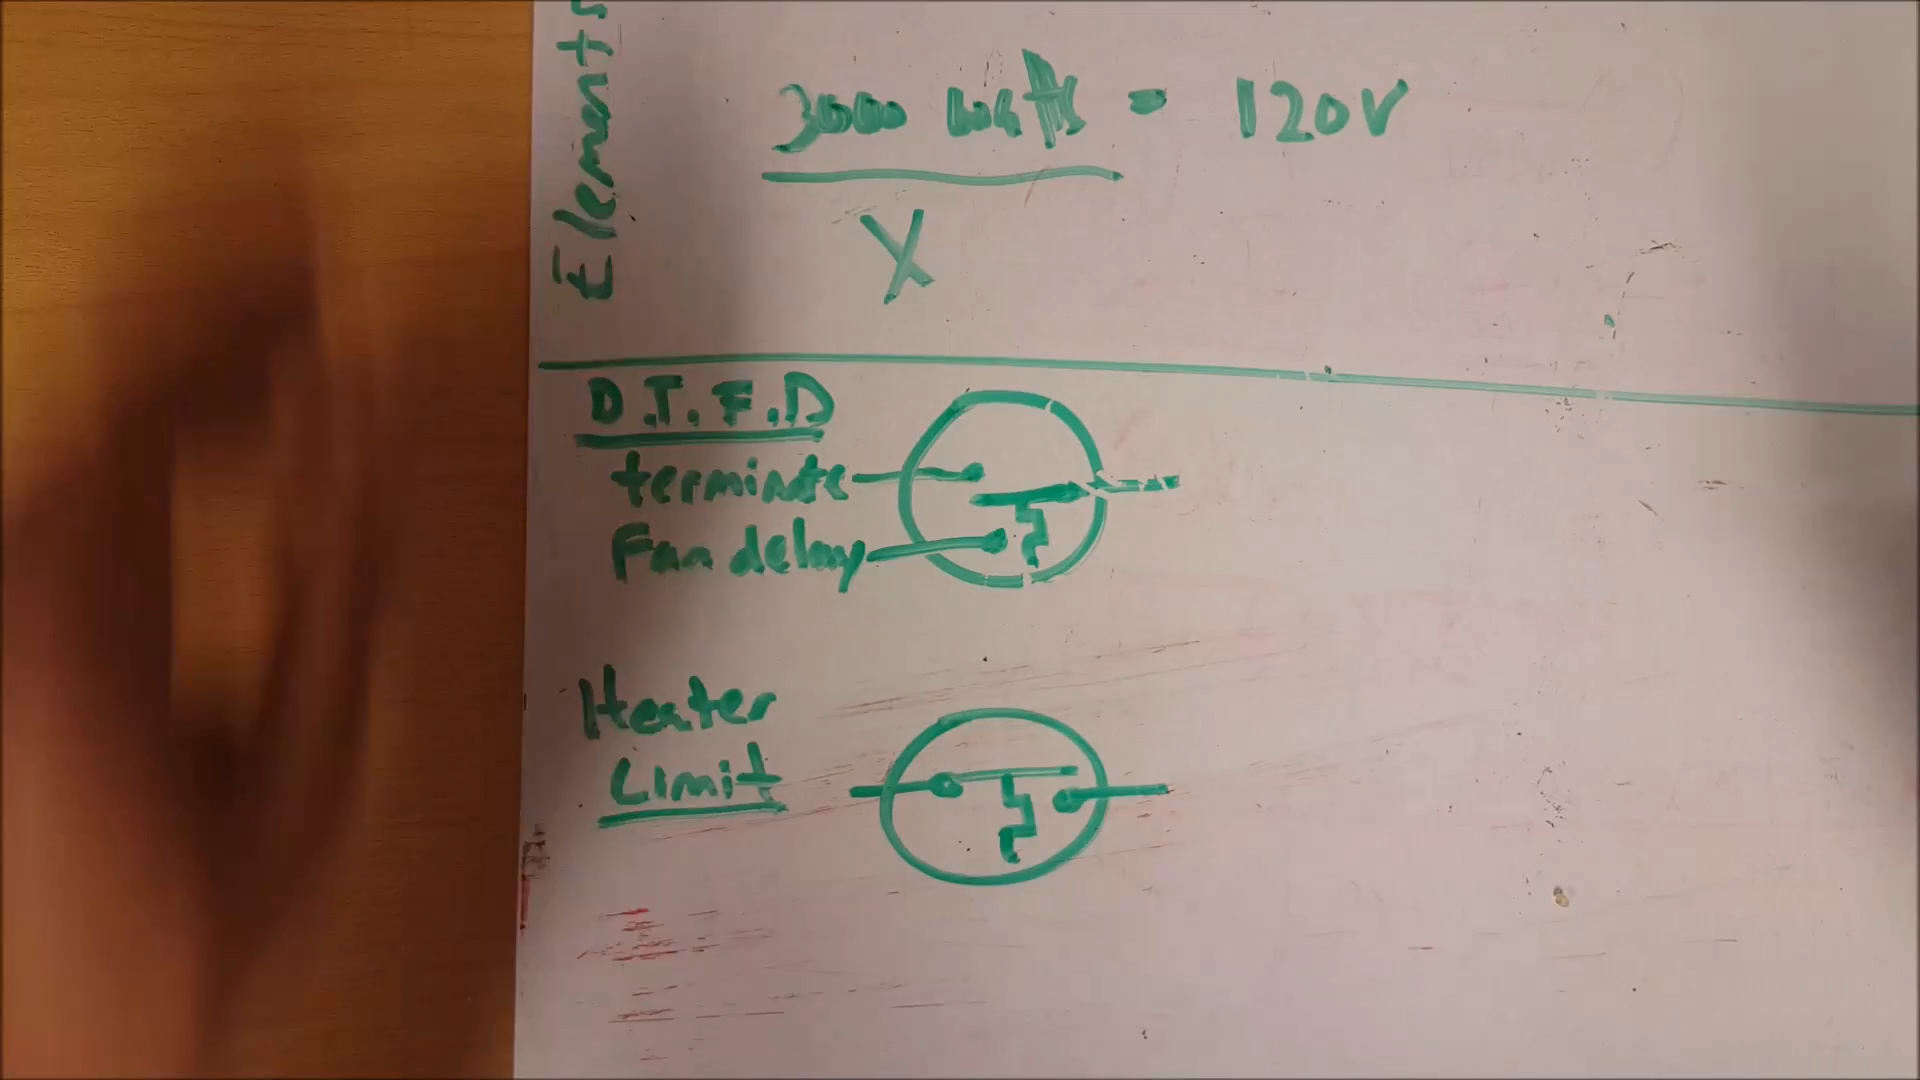 Elements
3000 watts = 120V
X
D.T.F.D
terminate
Fan delay
Heater
Limit